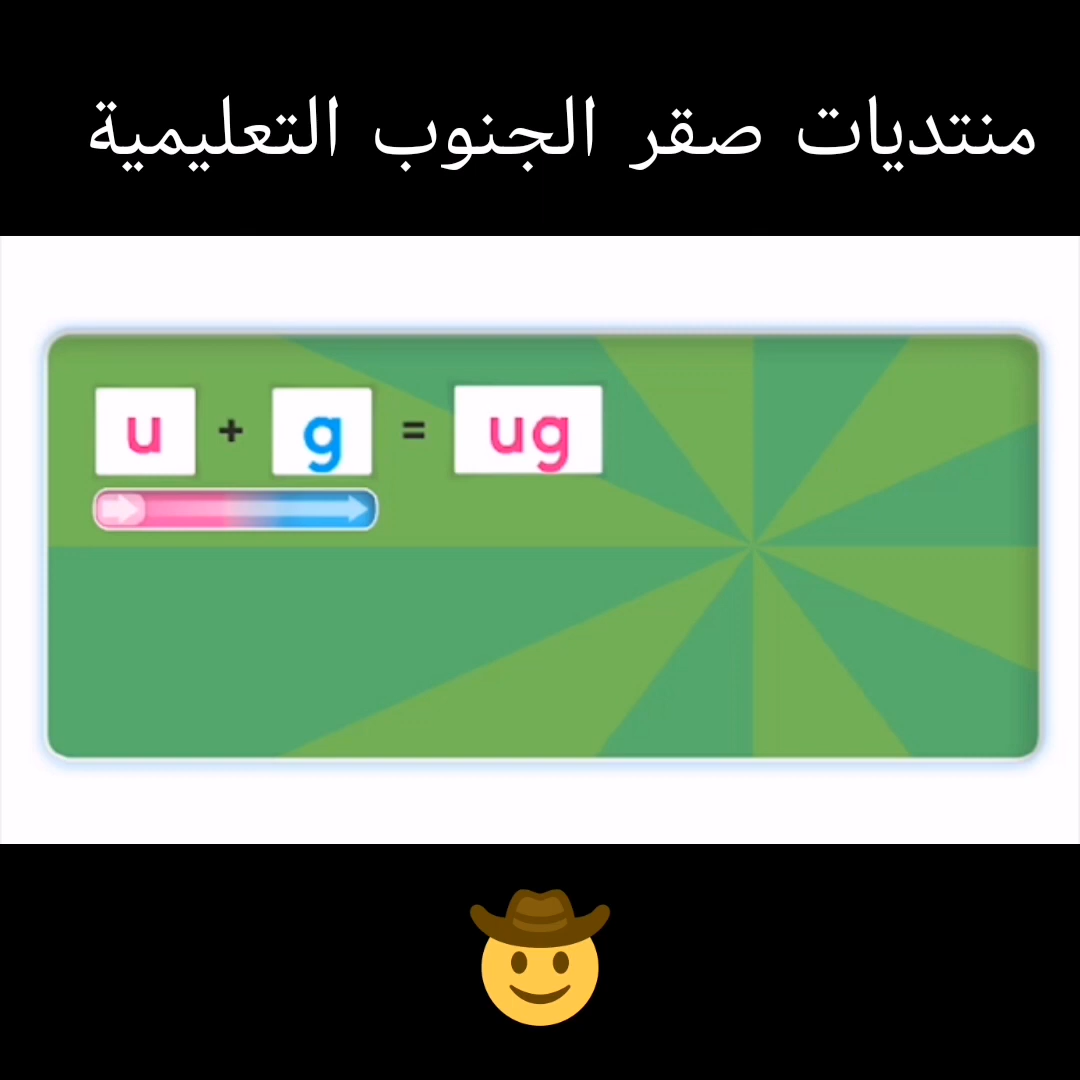 منتديات صقر الجنوب التعليمية
u + g = ug